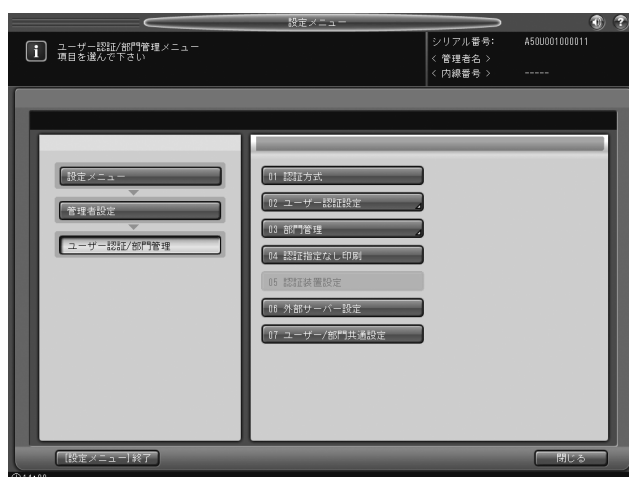 設定メニュー
ユーザー認証/部門管理メニュー
項目を選んで下さい
シリアル番号: A50U001000011
< 管理者名 >
< 内線番号 > -----
設定メニュー
管理者設定
ユーザー認証/部門管理
01 認証方式
02 ユーザー認証設定
03 部門管理
04 認証指定なし印刷
05 認証装置設定
06 外部サーバー設定
07 ユーザー/部門共通設定
[設定メニュー]終了
閉じる